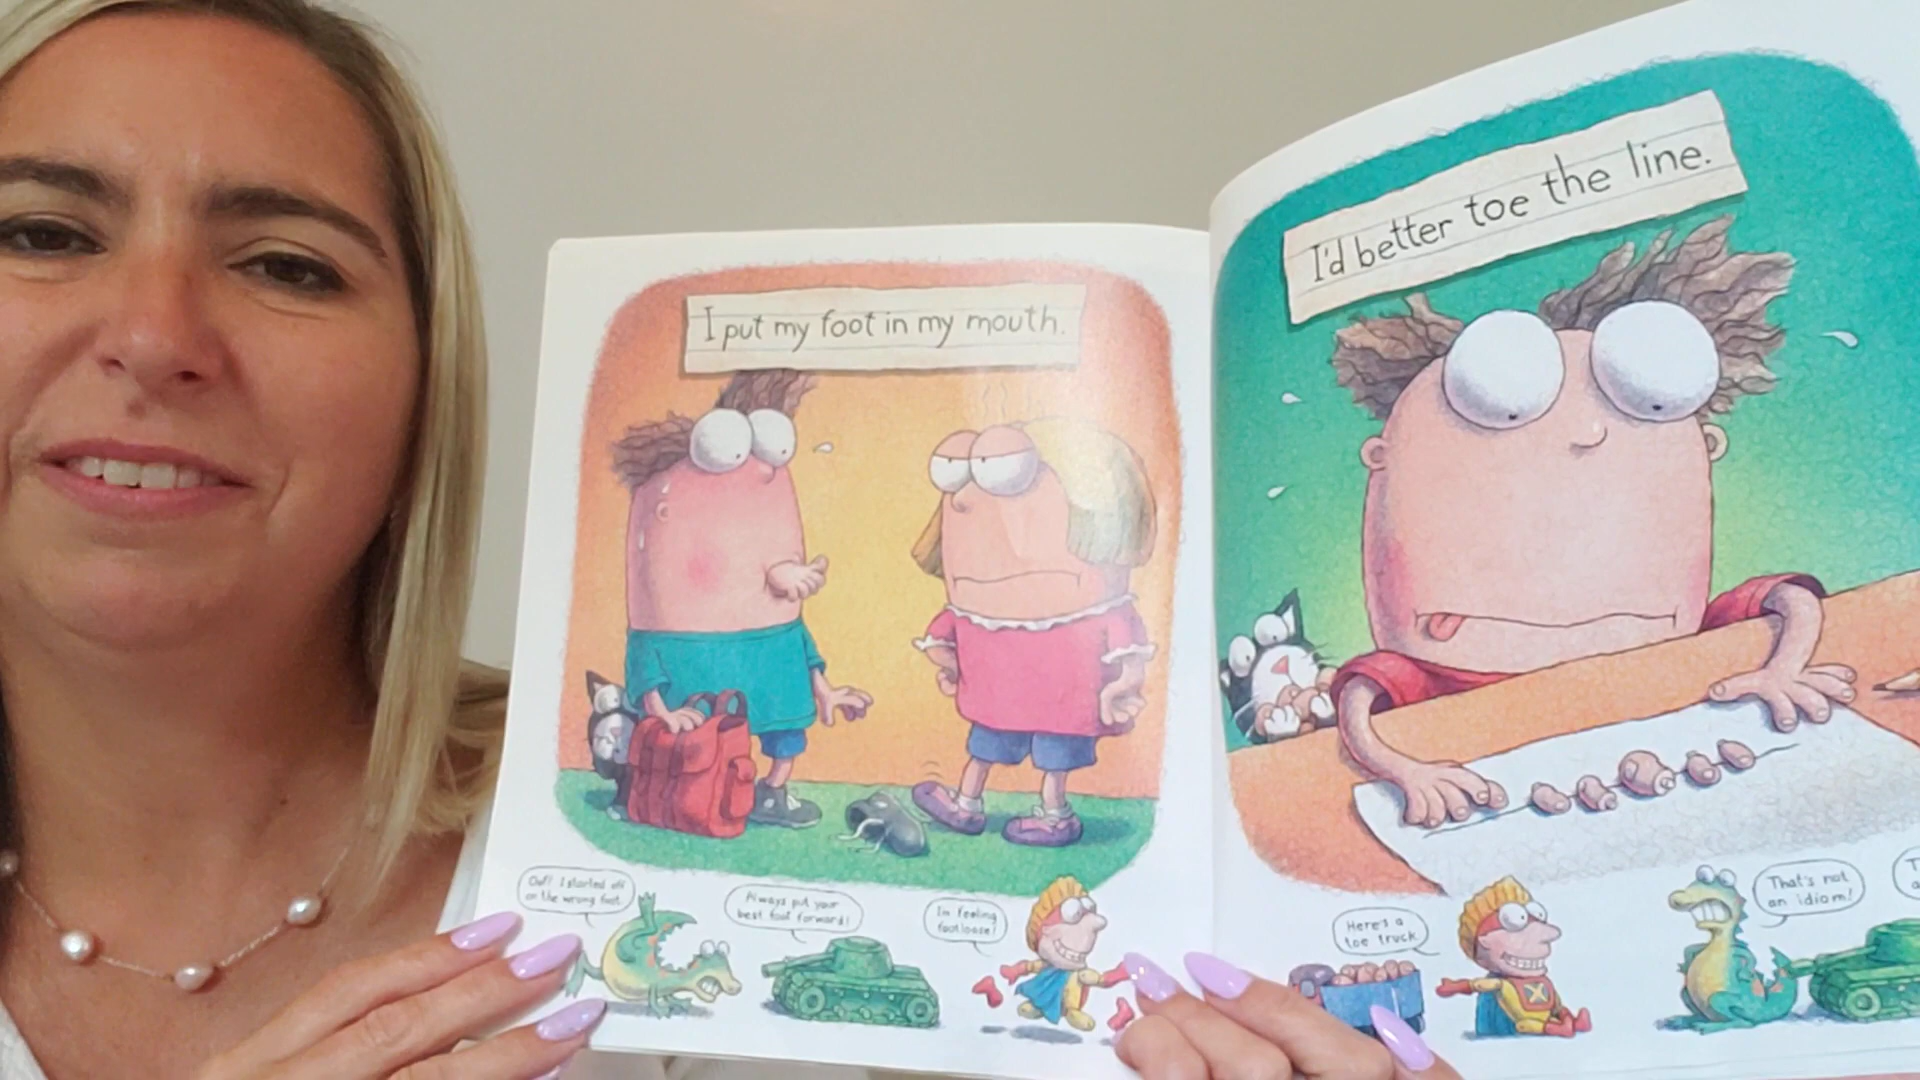 I put my foot in my mouth.
Oof! I started off
on the wrong foot.
Always put your
best foot forward!
I'm feeling
footloose!
I'd better toe the line.
Here's a
toe truck.
That's not
an idiom!